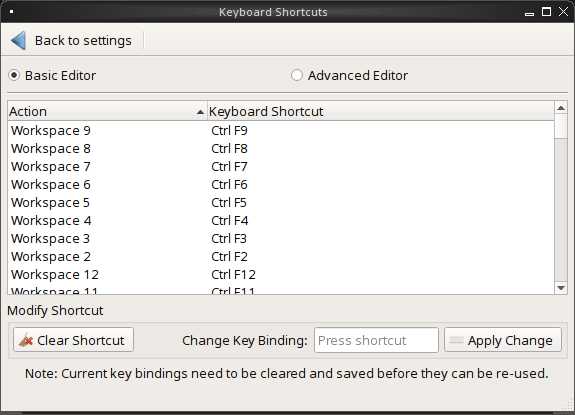 Keyboard Shortcuts
Back to settings
Basic Editor Advanced Editor
Action Keyboard Shortcut
Workspace 9 Ctrl F9
Workspace 8 Ctrl F8
Workspace 7 Ctrl F7
Workspace 6 Ctrl F6
Workspace 5 Ctrl F5
Workspace 4 Ctrl F4
Workspace 3 Ctrl F3
Workspace 2 Ctrl F2
Workspace 12 Ctrl F12
Workspace 11 Ctrl F11
Modify Shortcut
Clear Shortcut Change Key Binding: Press shortcut Apply Change
Note: Current key bindings need to be cleared and saved before they can be re-used.